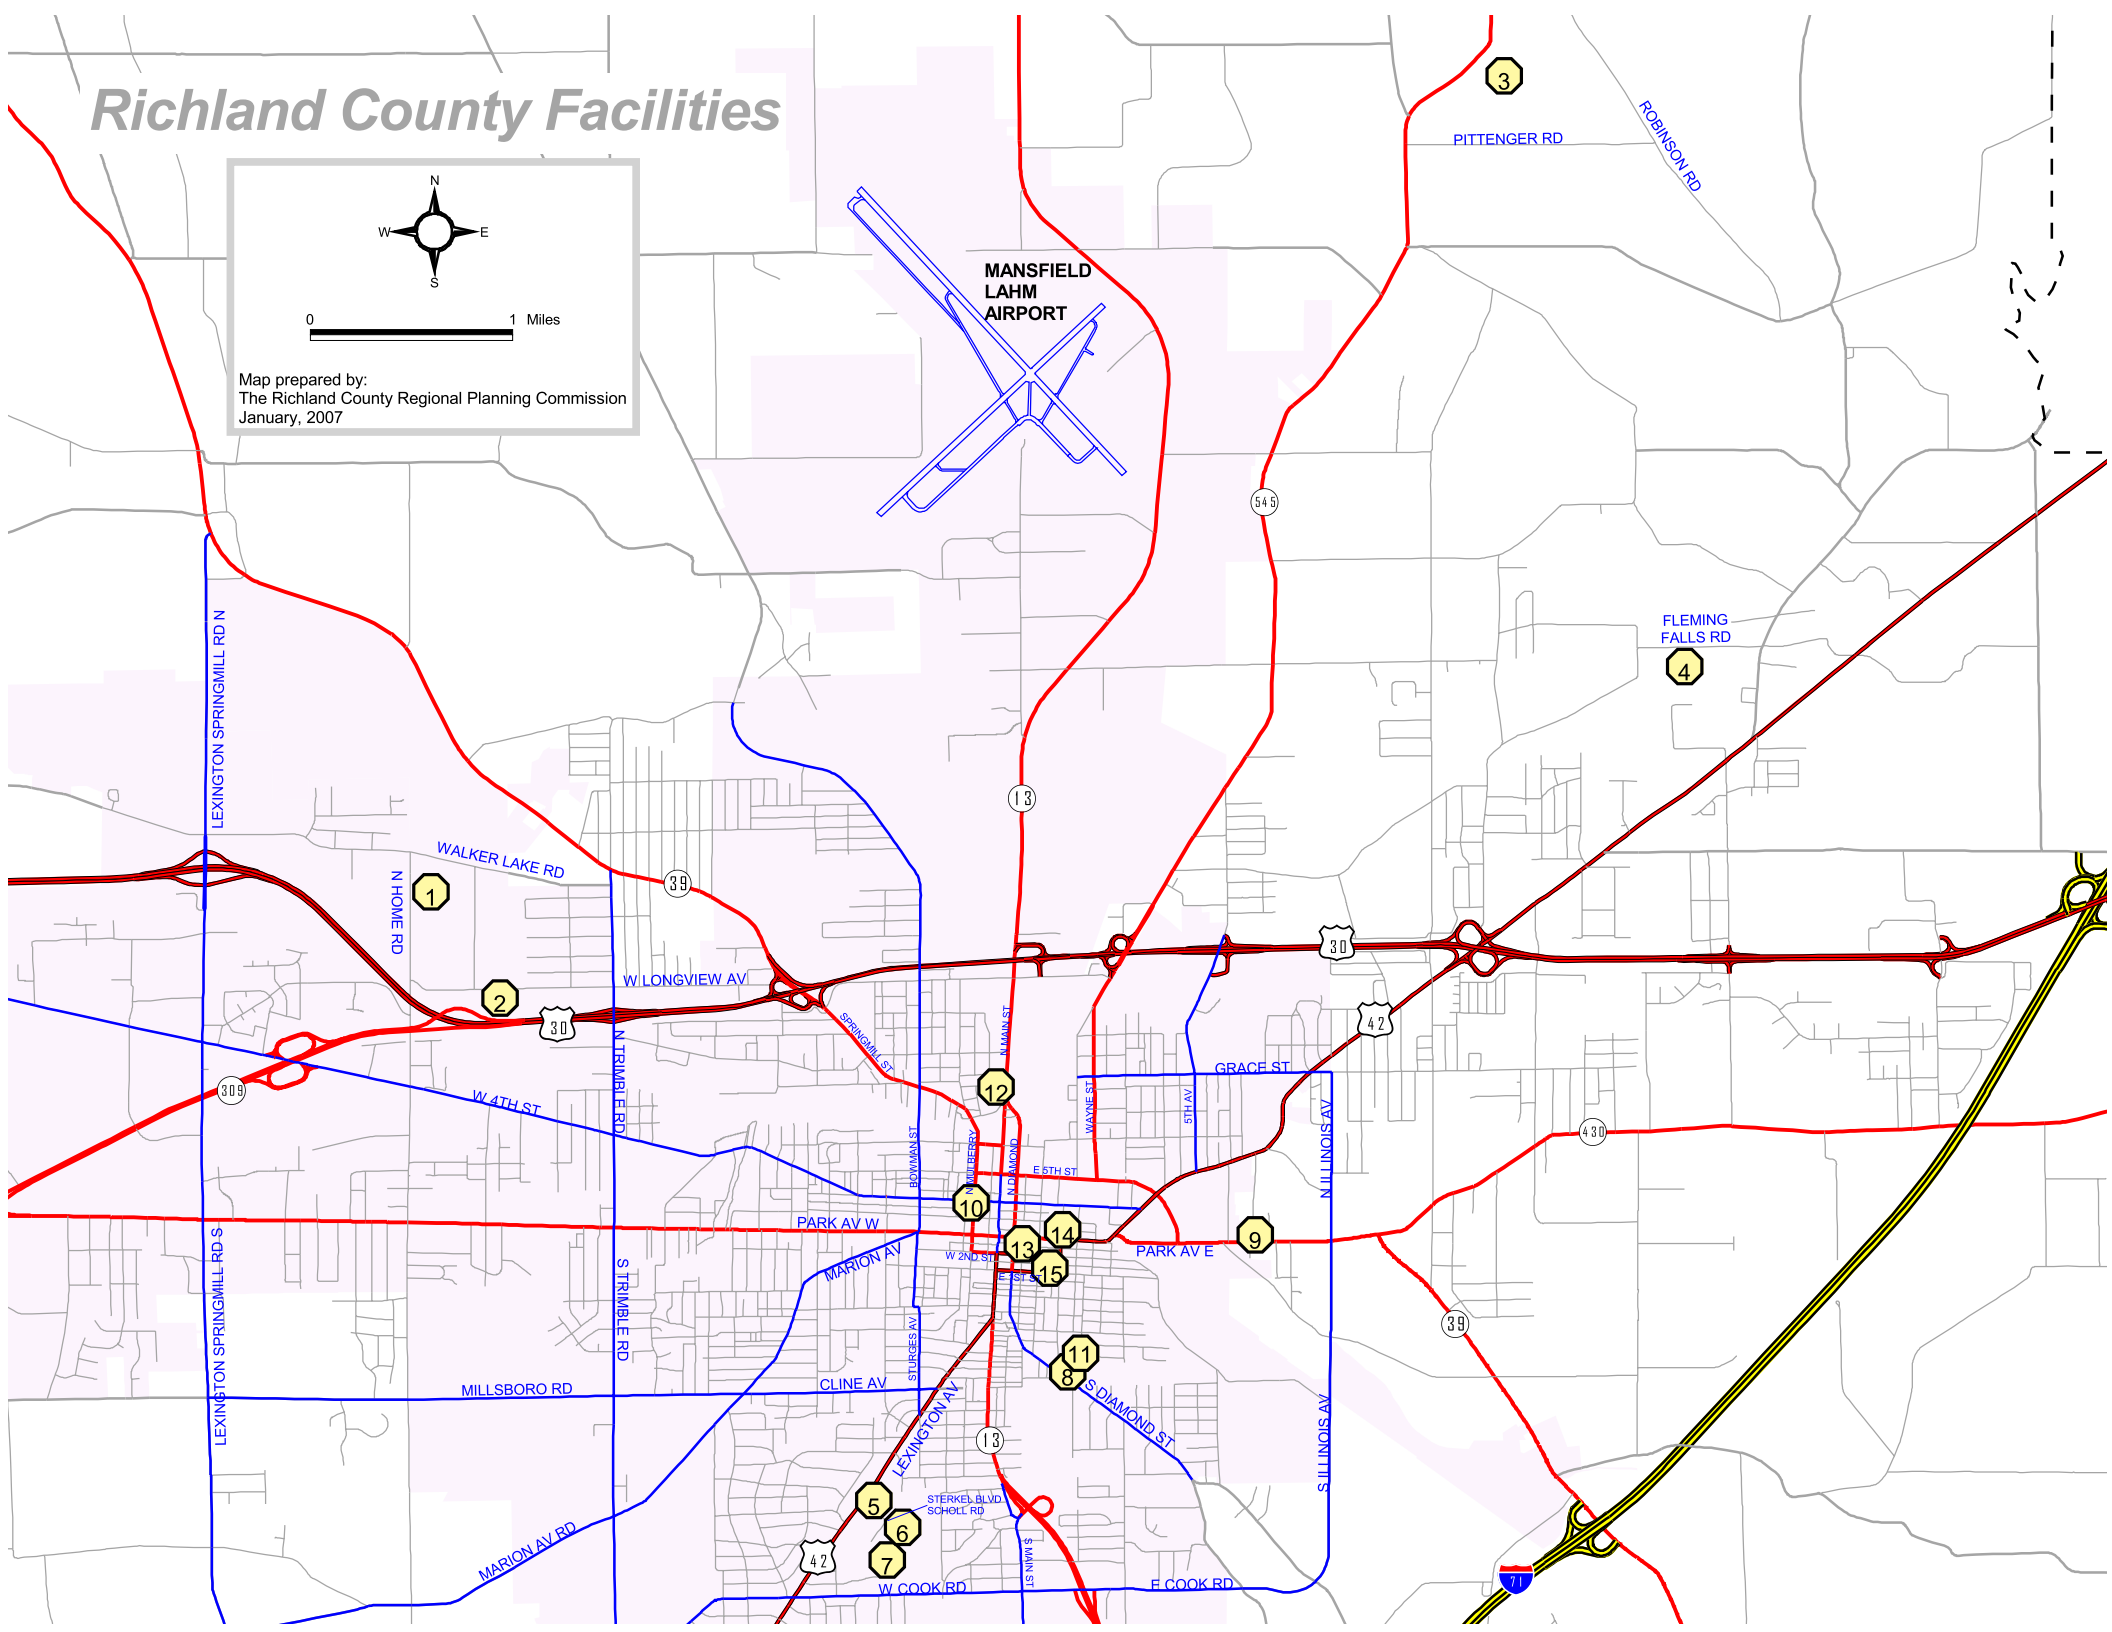 Richland County Facilities
N
W
E
S
0
1 Miles
Map prepared by:
The Richland County Regional Planning Commission
January, 2007
3
PITTENGER RD
ROBINSON RD
MANSFIELD
LAHM
AIRPORT
545
FLEMING
FALLS RD
4
LEXINGTON SPRINGMILL RD N
13
WALKER LAKE RD
N HOME RD
1
39
W LONGVIEW AV
2
30
30
42
SPRINGMILL ST
N MAIN ST
N TRIMBLE RD
GRACE ST
309
W 4TH ST
12
WAYNE ST
5TH AV
N ILLINOIS AV
430
BOWMAN ST
N MULBERRY
N DIAMOND
E 5TH ST
10
PARK AV W
14
13
9
PARK AV E
W 2ND ST
15
E 1ST ST
MARION AV
LEXINGTON SPRINGMILL RD S
S TRIMBLE RD
STURGES AV
39
11
8
MILLSBORO RD
CLINE AV
S DIAMOND ST
LEXINGTON AV
13
S ILLINOIS AV
5
STERKEL BLVD
SCHOLL RD
6
7
42
MARION AV RD
S MAIN ST
W COOK RD
E COOK RD
71